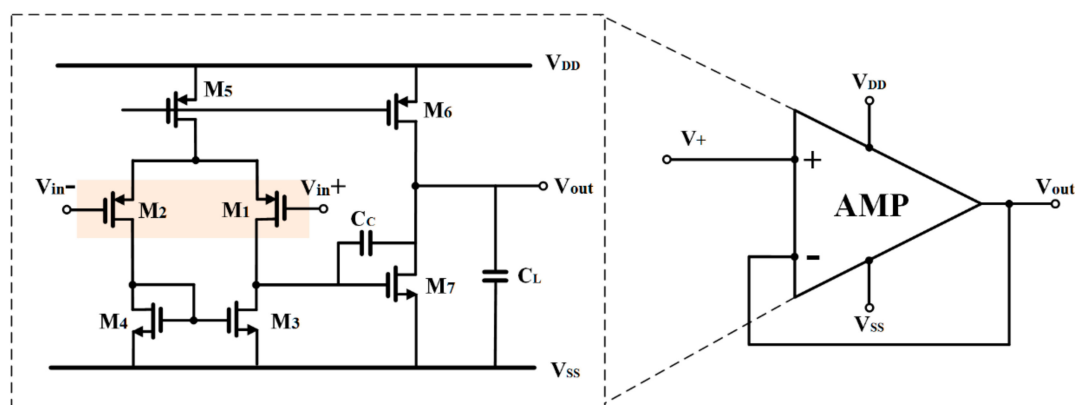 VDD
M5
M6
Vin-
Vin+
Vout
M2
M1
CC
CL
M7
M4
M3
VSS
VDD
V+
+
AMP
Vout
-
VSS